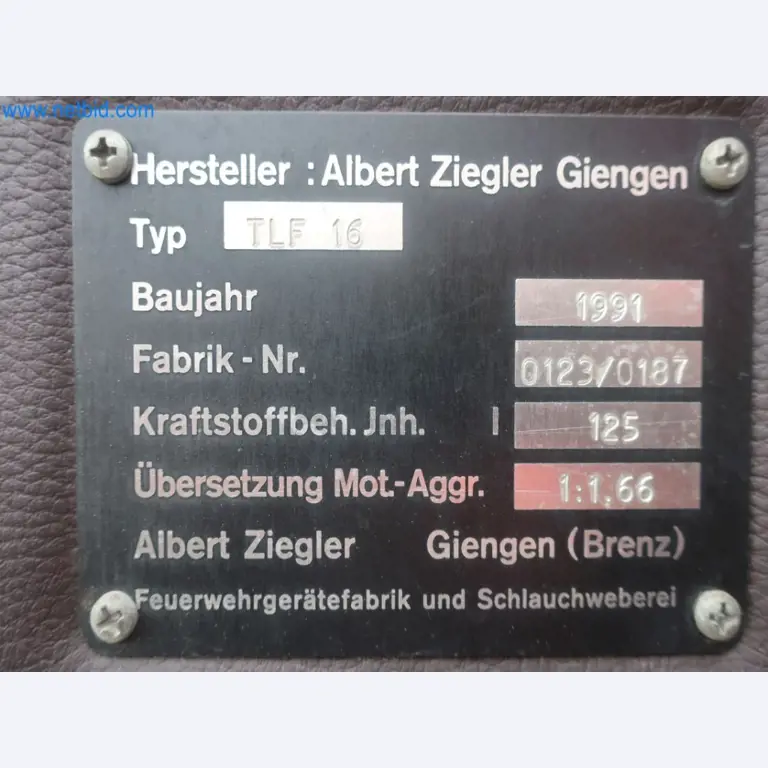 www.netbid.com
Hersteller : Albert Ziegler Giengen
Typ TLF 16
Baujahr 1991
Fabrik - Nr. 0123/0187
Kraftstoffbeh. Jnh. l 125
Übersetzung Mot.-Aggr. 1:1,66
Albert Ziegler Giengen (Brenz)
Feuerwehrgerätefabrik und Schlauchweberei